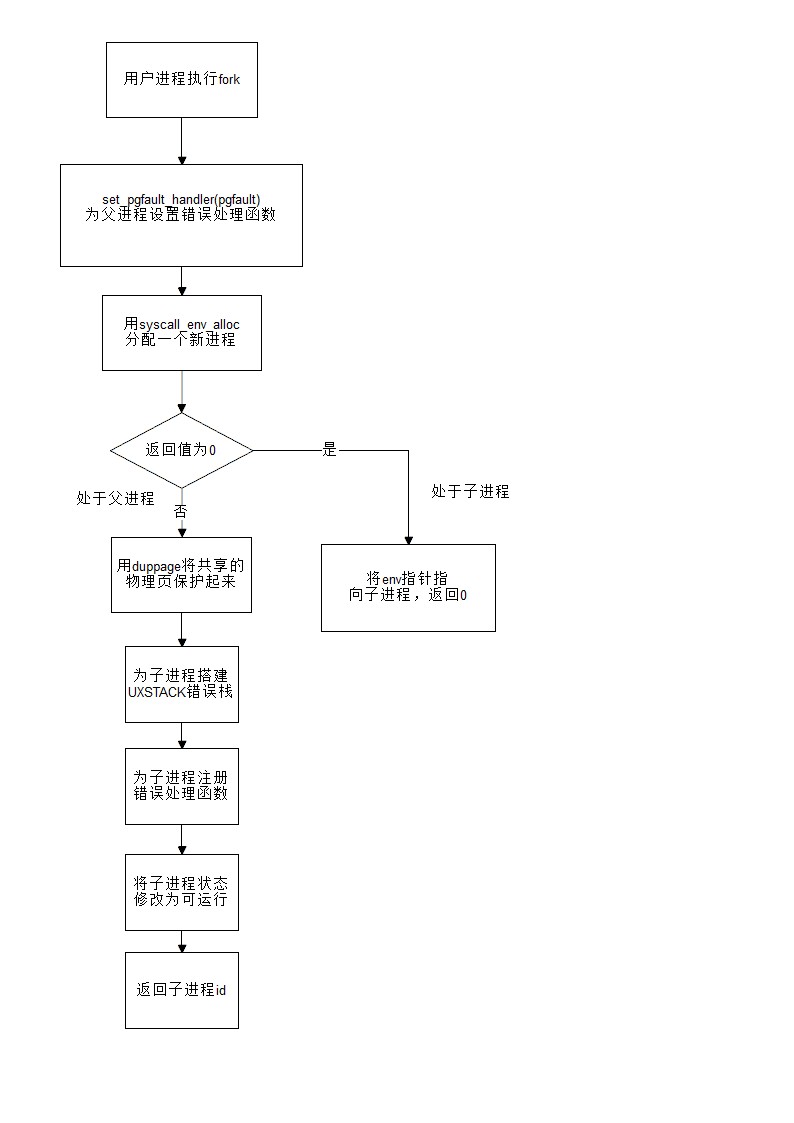 用户进程执行fork
set_pgfault_handler(pgfault)
为父进程设置错误处理函数
用syscall_env_alloc
分配一个新进程
返回值为0
是
处于父进程
否
处于子进程
用duppage将共享的
物理页保护起来
将env指针指
向子进程，返回0
为子进程搭建
UXSTACK错误栈
为子进程注册
错误处理函数
将子进程状态
修改为可运行
返回子进程id